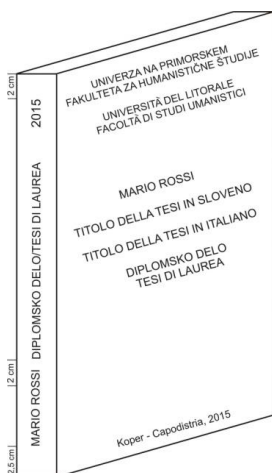 2 cm
2 cm
2,5 cm
MARIO ROSSI DIPLOMSKO DELO/TESI DI LAUREA 2015
UNIVERZA NA PRIMORSKEM
FAKULTETA ZA HUMANISTIČNE ŠTUDIJE
UNIVERSITÀ DEL LITORALE
FACOLTÀ DI STUDI UMANISTICI
MARIO ROSSI
TITOLO DELLA TESI IN SLOVENO
TITOLO DELLA TESI IN ITALIANO
DIPLOMSKO DELO
TESI DI LAUREA
Koper - Capodistria, 2015